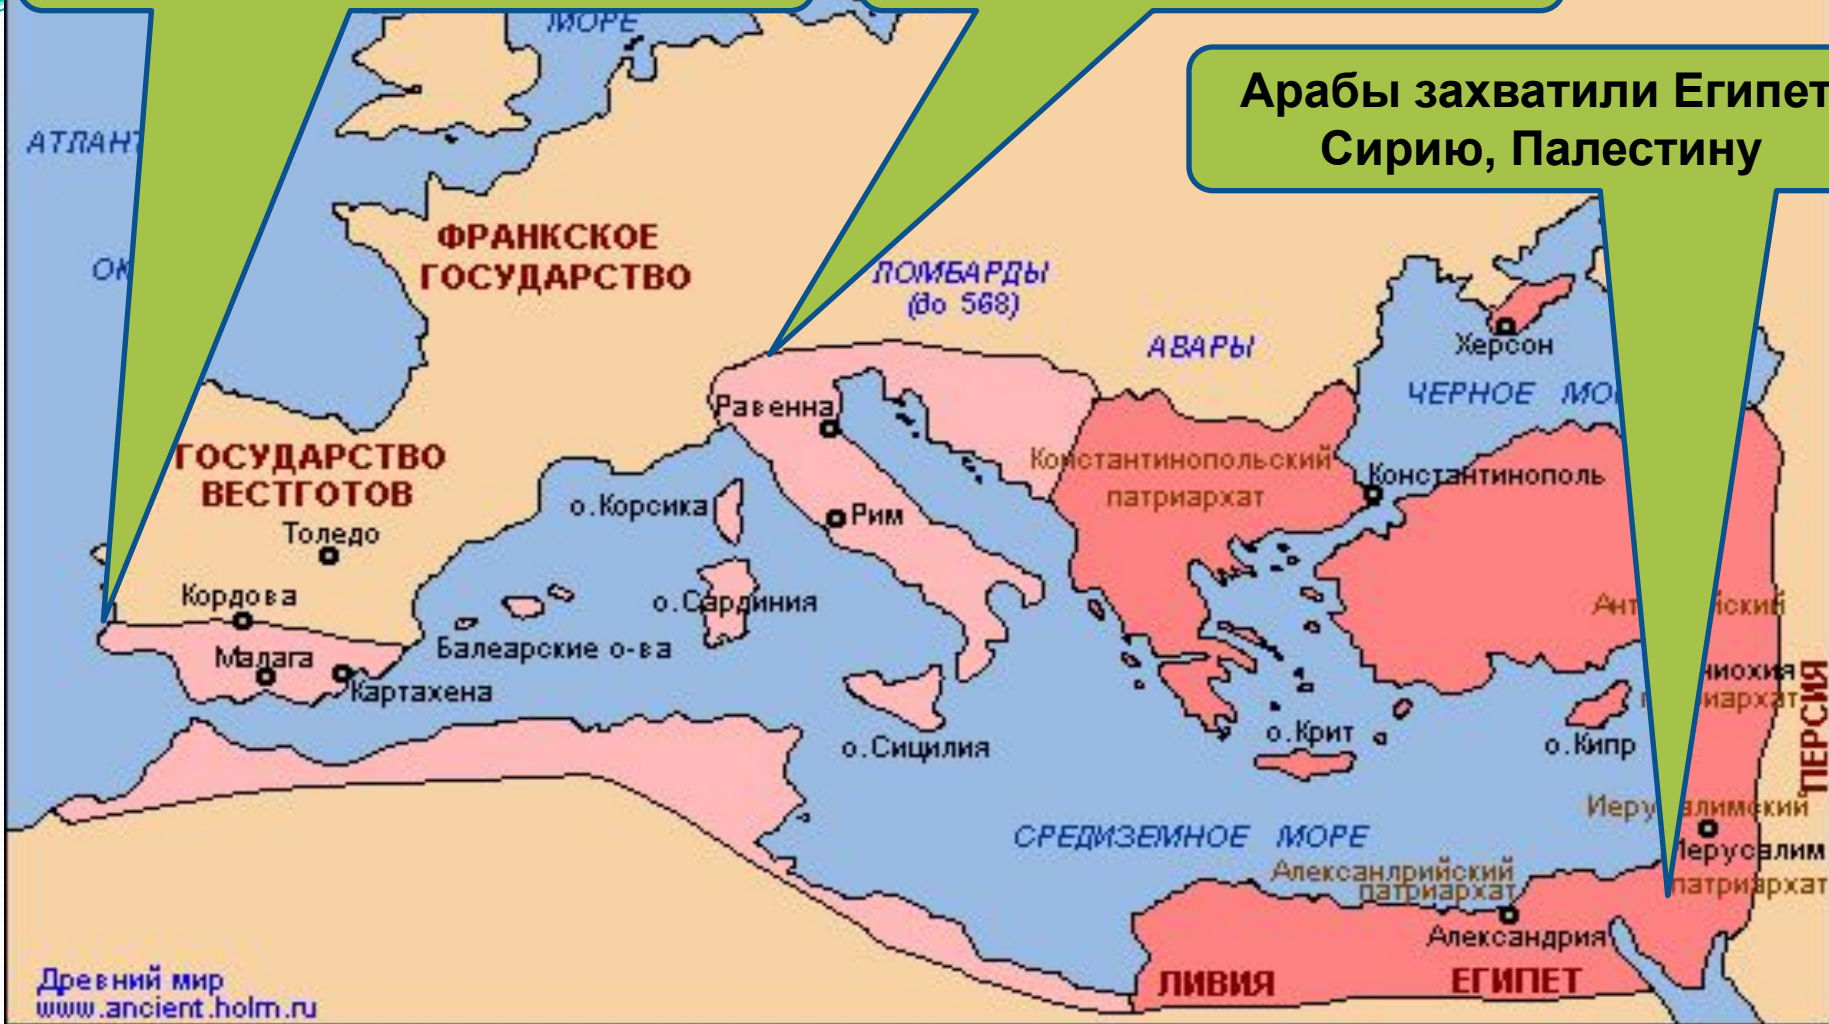 МОРЕ
Арабы захватили Египет
Сирию, Палестину
ФРАНКСКОЕ
ГОСУДАРСТВО
ЛОМБАРДЫ
(до 568)
АВАРЫ
Херсон
ЧЕРНОЕ
Равенна
ГОСУДАРСТВО
ВЕСТГОТОВ
Константинопольский
патриархат
Константинополь
о.Корсика
Рим
Толедо
Кордова
о.Сардиния
Балеарские о-ва
Малага
Картахена
о.Сицилия
о.Крит
о.Кипр
ПЕРСИЯ
СРЕДИЗЕМНОЕ МОРЕ
Иерусалим
патриархат
Алексанлрийский
патриархат
Александрия
ЛИВИЯ
ЕГИПЕТ
Древний мир
www.ancient.holm.ru